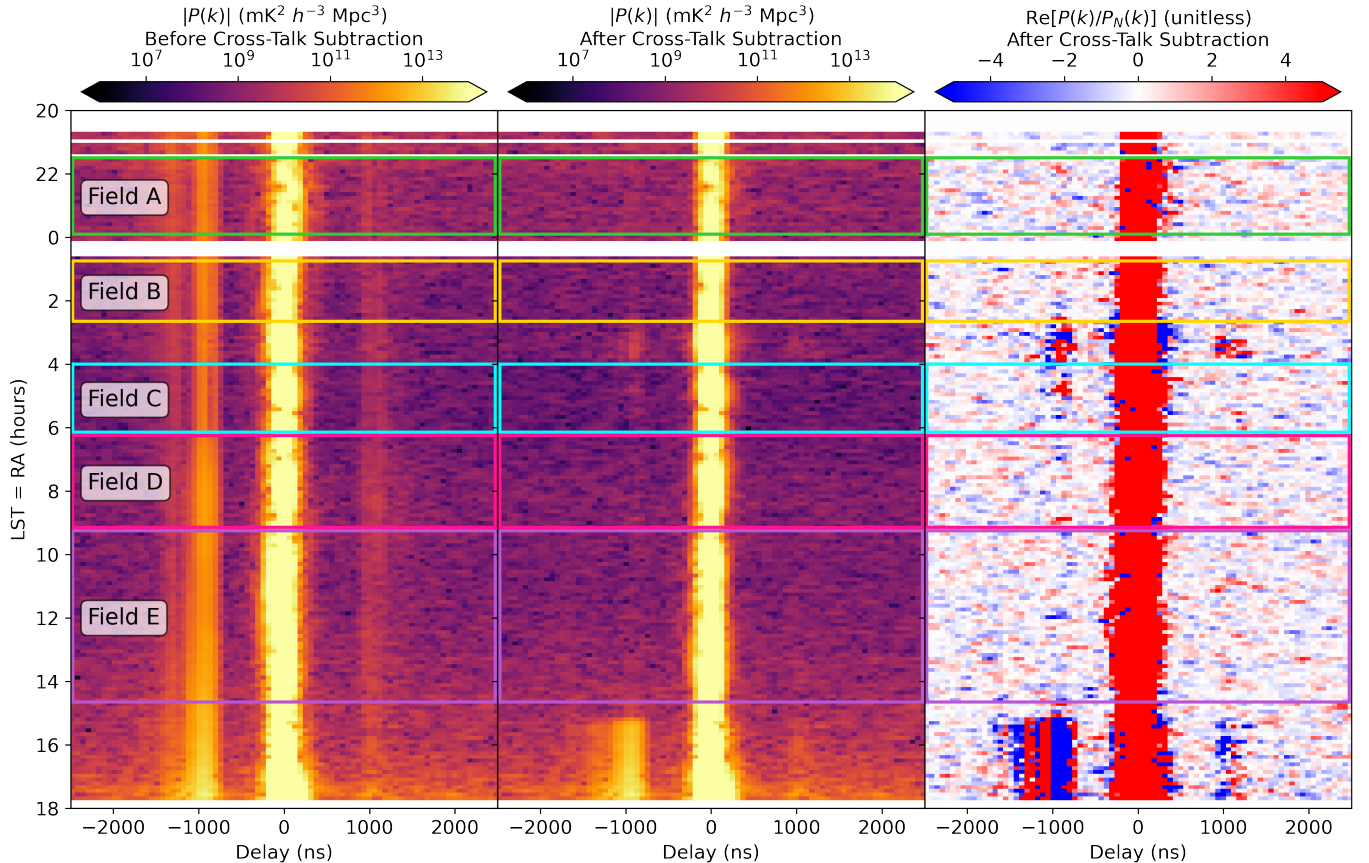 |P(k)| (mK² h⁻³ Mpc³)
Before Cross-Talk Subtraction
10⁷ 10⁹ 10¹¹ 10¹³
|P(k)| (mK² h⁻³ Mpc³)
After Cross-Talk Subtraction
10⁷ 10⁹ 10¹¹ 10¹³
Re[P(k)/P_N(k)] (unitless)
After Cross-Talk Subtraction
−4 −2 0 2 4
LST = RA (hours)
20
22
0
2
4
6
8
10
12
14
16
18
Field A
Field B
Field C
Field D
Field E
−2000 −1000 0 1000 2000
Delay (ns)
−2000 −1000 0 1000 2000
Delay (ns)
−2000 −1000 0 1000 2000
Delay (ns)